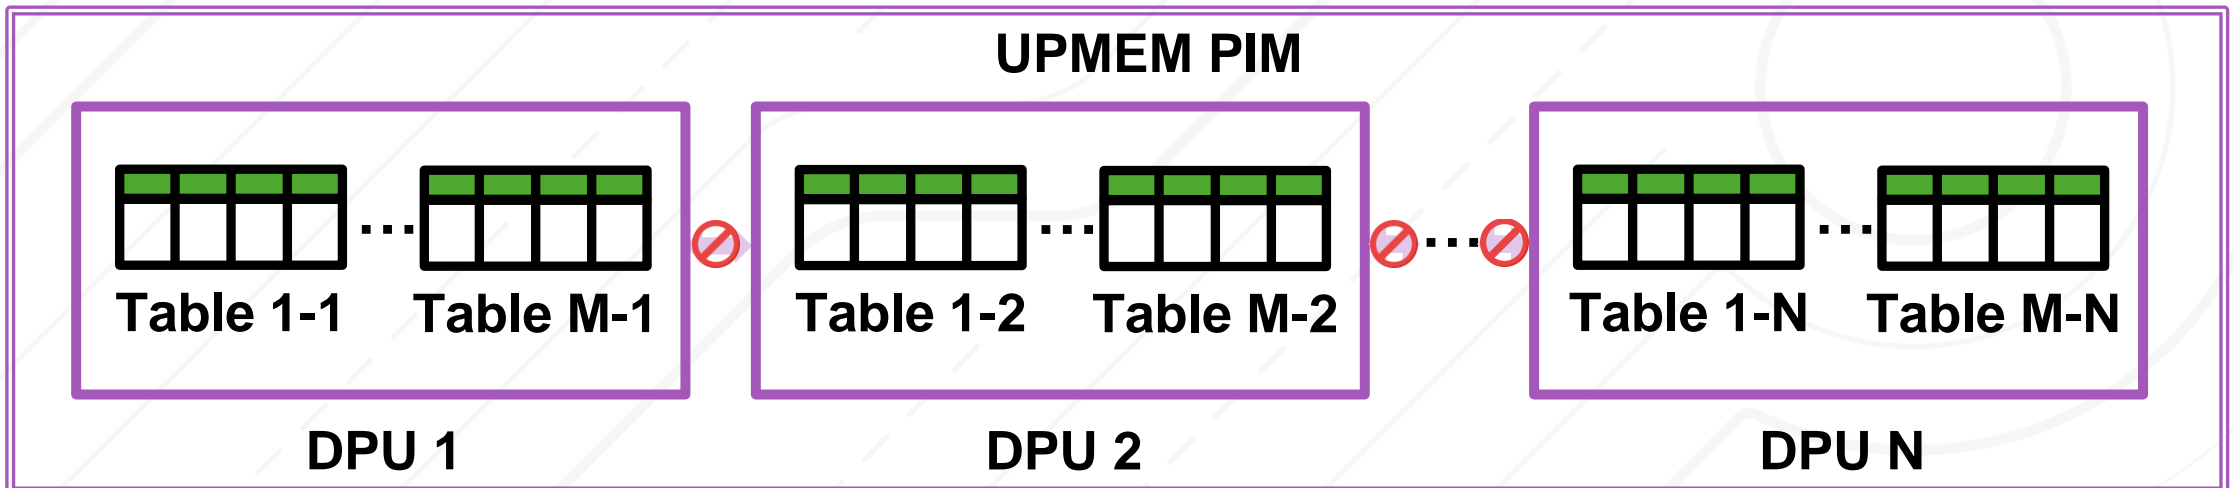 UPMEM PIM
... ... ... ... ...
Table 1-1 Table M-1 Table 1-2 Table M-2 Table 1-N Table M-N
DPU 1 DPU 2 DPU N